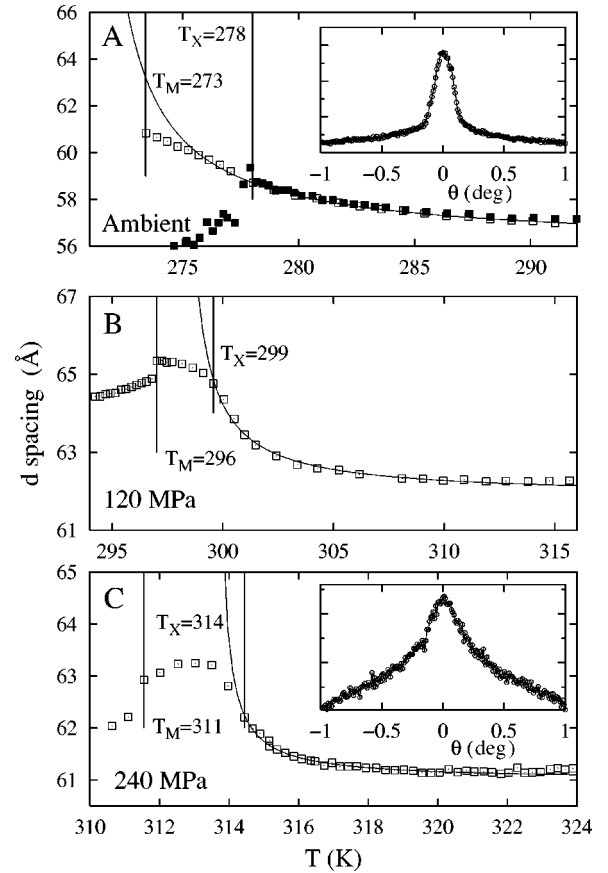 66
64
62
60
58
56
A
T_X=278
T_M=273
Ambient
−1 −0.5 0 0.5 1
θ (deg)
275 280 285 290
d spacing (Å)
67
65
63
61
B
T_X=299
T_M=296
120 MPa
295 300 305 310 315
65
64
63
62
61
C
T_X=314
T_M=311
240 MPa
−1 −0.5 0 0.5 1
θ (deg)
310 312 314 316 318 320 322 324
T (K)